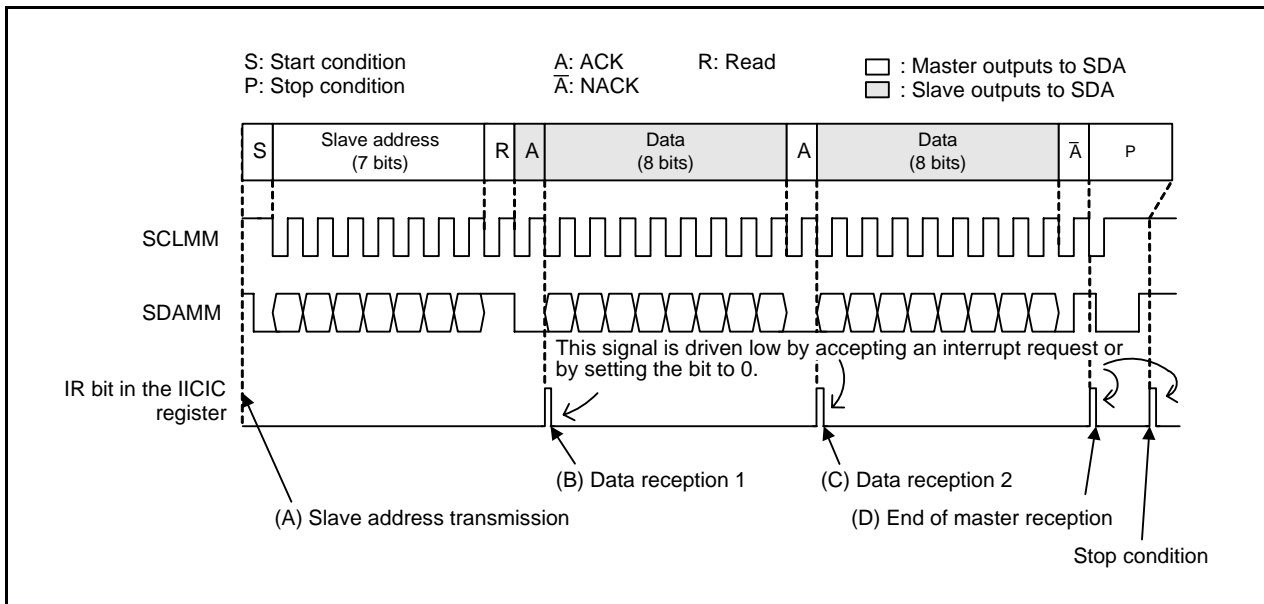 S: Start condition
P: Stop condition
A: ACK
A̅: NACK
R: Read
: Master outputs to SDA
: Slave outputs to SDA
S
Slave address
(7 bits)
R
A
Data
(8 bits)
A
Data
(8 bits)
A̅
P
SCLMM
SDAMM
This signal is driven low by accepting an interrupt request or
by setting the bit to 0.
IR bit in the IICIC
register
(B) Data reception 1
(C) Data reception 2
(A) Slave address transmission
(D) End of master reception
Stop condition